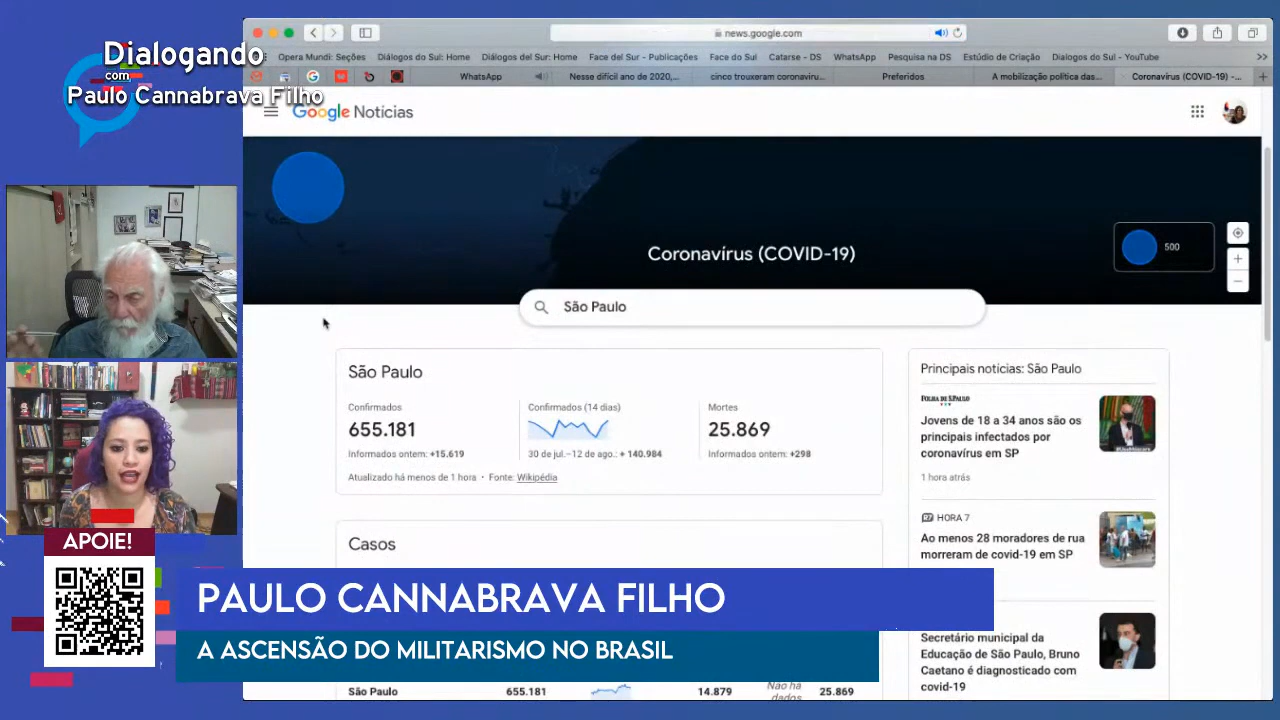 Dialogando
com
Paulo Cannabrava Filho
news.google.com
Opera Mundi: Seções
Diálogos do Sul: Home
Diálogos del Sur: Home
Face del Sur - Publicações
Face do Sul
Catarse - DS
WhatsApp
Pesquisa na DS
Estúdio de Criação
Dialogos do Sul - YouTube
WhatsApp
Nesse difícil ano de 2020,...
cinco trouxeram coronavíru...
Preferidos
A mobilização política das...
Coronavírus (COVID-19) -...
Google Notícias
Coronavírus (COVID-19)
500
São Paulo
São Paulo
Confirmados
655.181
Informados ontem: +15.619
Confirmados (14 dias)
30 de jul.–12 de ago.: + 140.984
Mortes
25.869
Informados ontem: +298
Atualizado há menos de 1 hora • Fonte: Wikipédia
Casos
São Paulo 655.181 14.879 Não há dados 25.869
Principais notícias: São Paulo
FOLHA DE S.PAULO
Jovens de 18 a 34 anos são os
principais infectados por
coronavírus em SP
1 hora atrás
HORA 7
Ao menos 28 moradores de rua
morreram de covid-19 em SP
Secretário municipal da
Educação de São Paulo, Bruno
Caetano é diagnosticado com
covid-19
APOIE!
PAULO CANNABRAVA FILHO
A ASCENSÃO DO MILITARISMO NO BRASIL